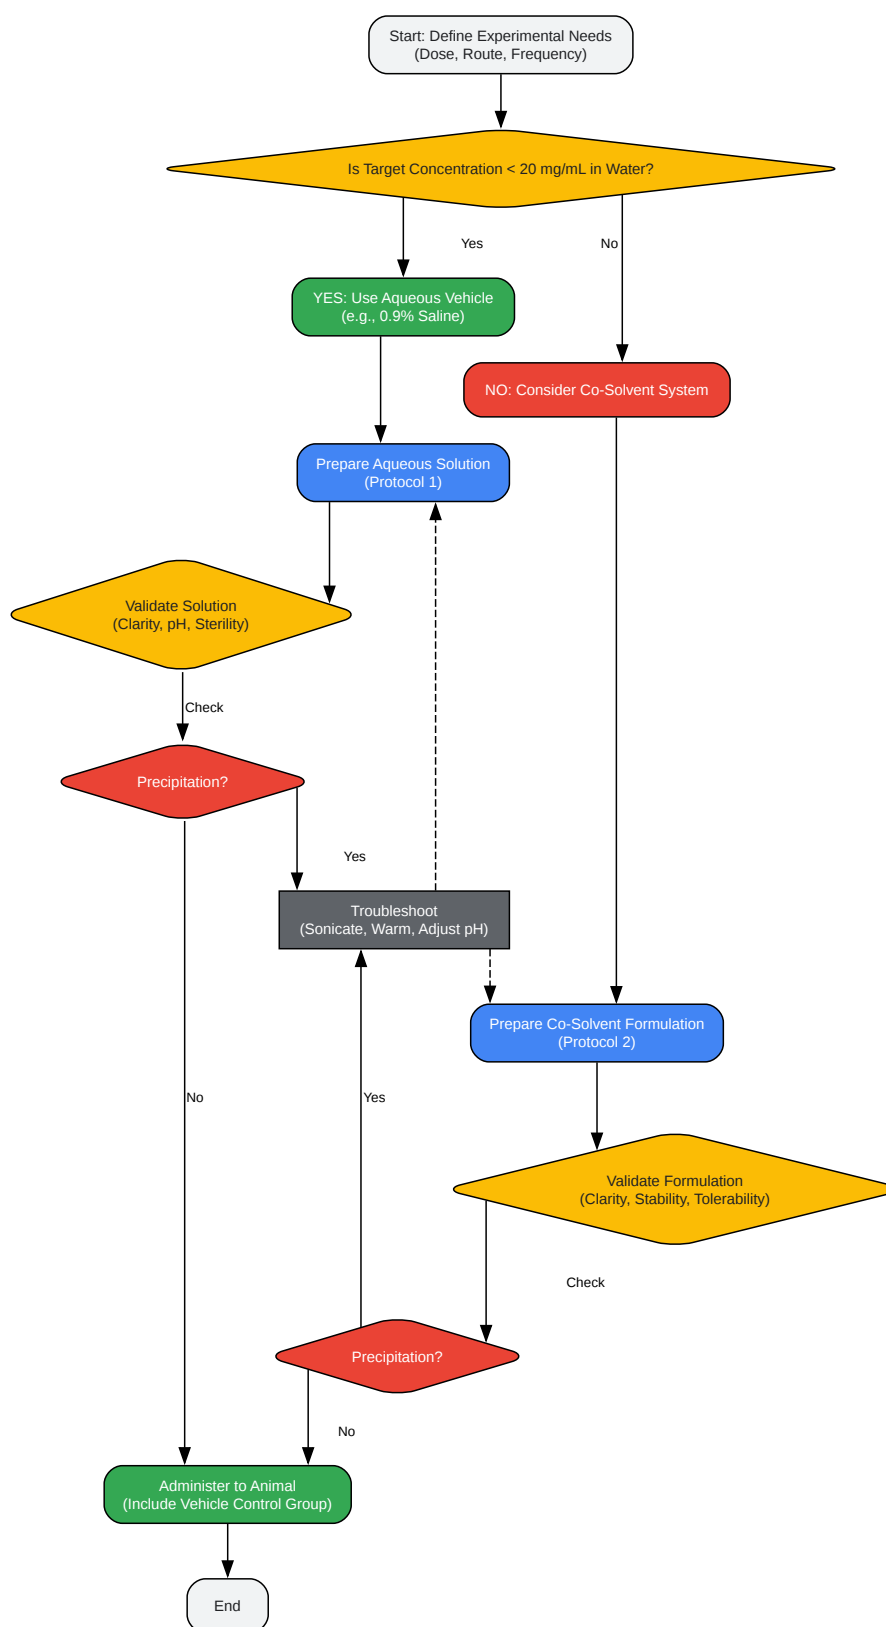 Start: Define Experimental Needs
(Dose, Route, Frequency)
Is Target Concentration < 20 mg/mL in Water?
Yes
No
YES: Use Aqueous Vehicle
(e.g., 0.9% Saline)
NO: Consider Co-Solvent System
Prepare Aqueous Solution
(Protocol 1)
Validate Solution
(Clarity, pH, Sterility)
Check
Precipitation?
Yes
Troubleshoot
(Sonicate, Warm, Adjust pH)
Prepare Co-Solvent Formulation
(Protocol 2)
No
Yes
Validate Formulation
(Clarity, Stability, Tolerability)
Check
Precipitation?
No
Administer to Animal
(Include Vehicle Control Group)
End